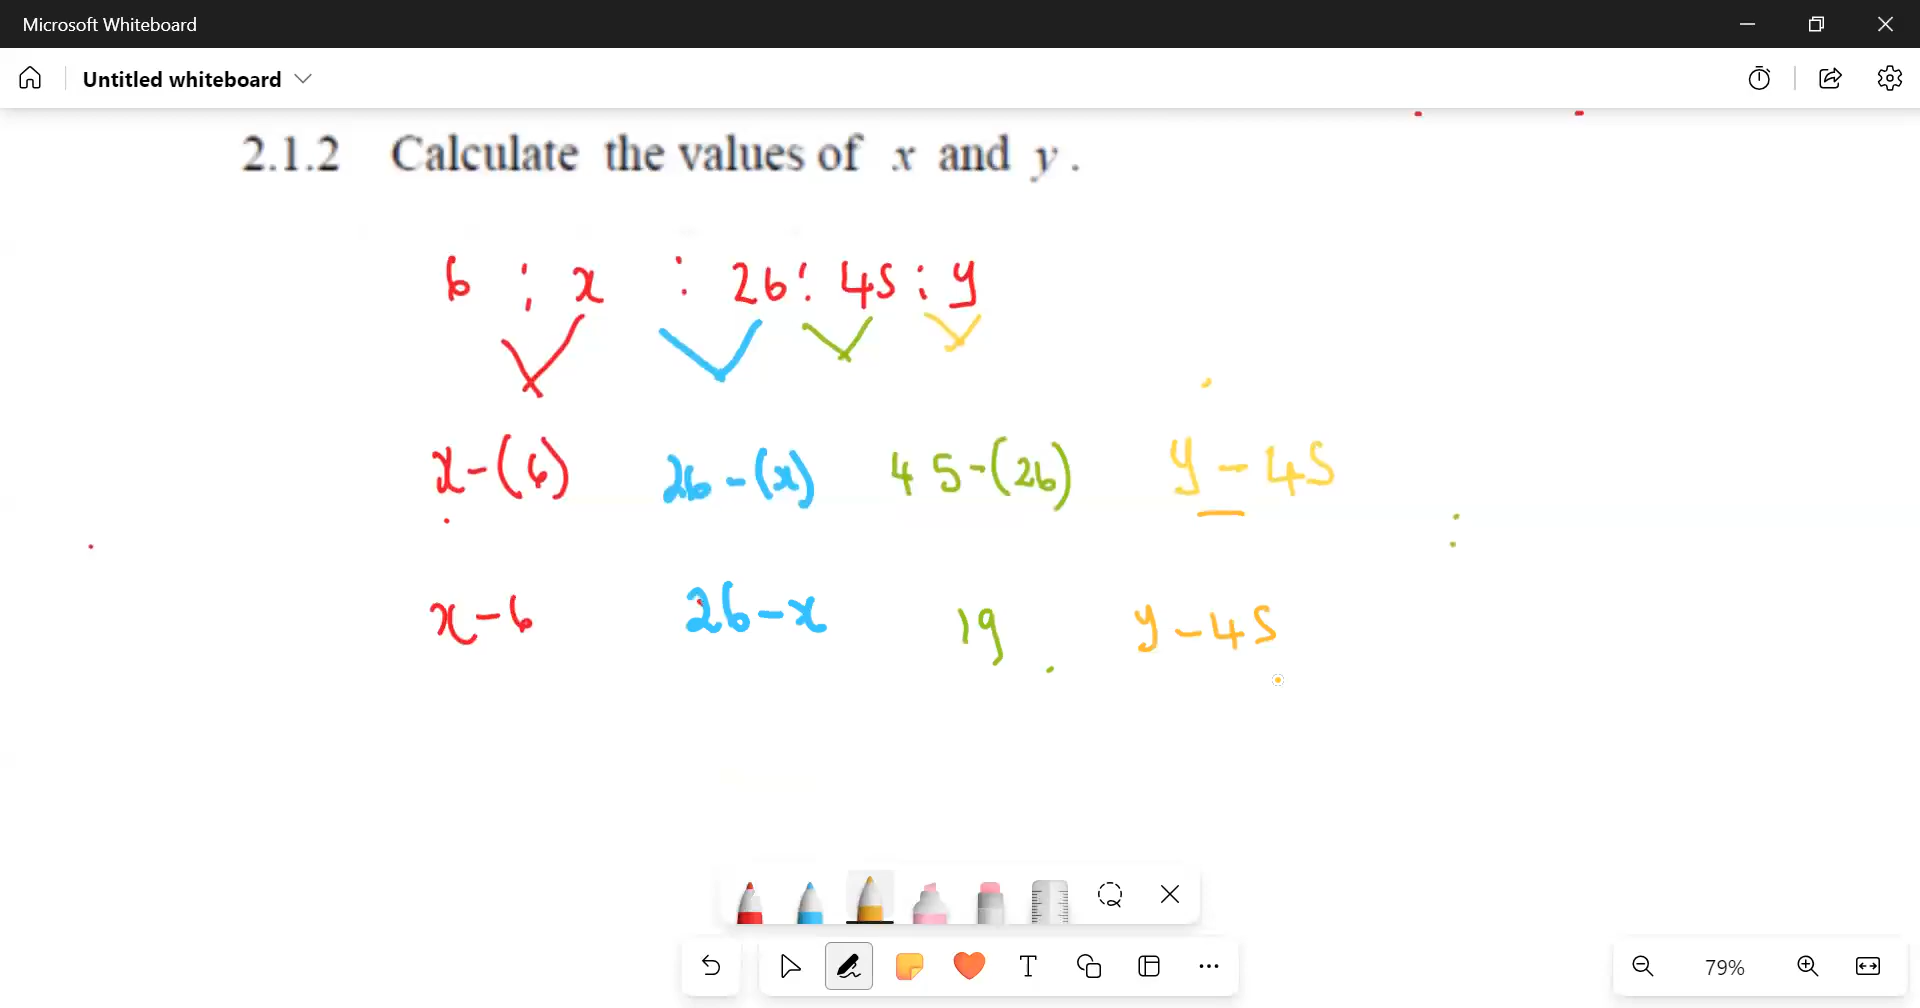 Microsoft Whiteboard
Untitled whiteboard
2.1.2 Calculate the values of x and y.
6 ; x : 26 : 45 ; y
x-(6) 26-(x) 45-(26) y-45
x-6 26-x 19 y-45
79%